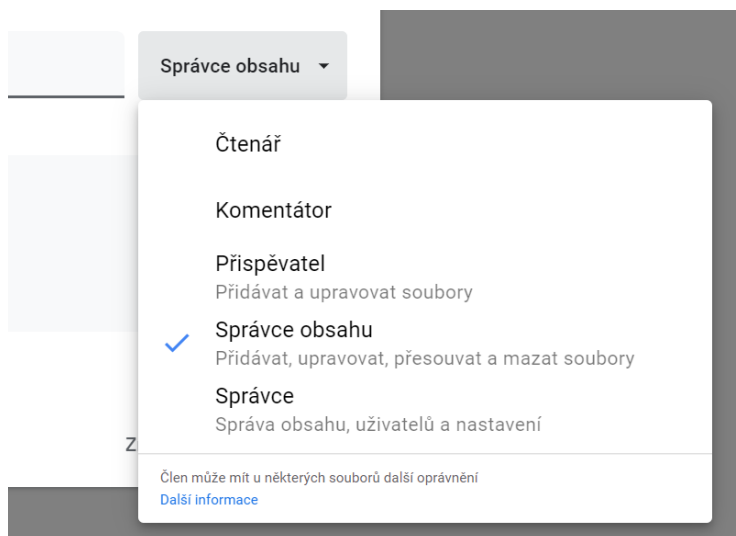 Správce obsahu
Čtenář
Komentátor
Přispěvatel
Přidávat a upravovat soubory
Správce obsahu
Přidávat, upravovat, přesouvat a mazat soubory
Správce
Správa obsahu, uživatelů a nastavení
Z
Člen může mít u některých souborů další oprávnění
Další informace